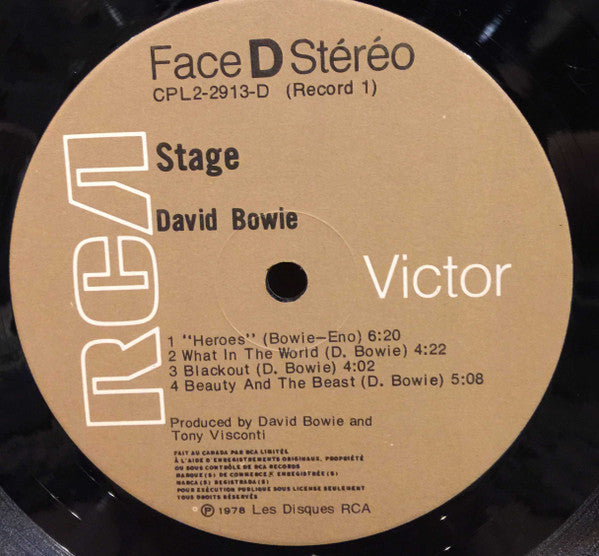 Face D Stéréo
CPL2-2913-D (Record 1)
RCA
Stage
David Bowie
Victor
1 "Heroes" (Bowie–Eno) 6:20
2 What In The World (D. Bowie) 4:22
3 Blackout (D. Bowie) 4:02
4 Beauty And The Beast (D. Bowie) 5:08
Produced by David Bowie and
Tony Visconti
FAIT AU CANADA PAR RCA LIMITÉE
À L'AIDE D'ENREGISTREMENTS ORIGINAUX, PROPRIÉTÉ
OU SOUS CONTRÔLE DE RCA RECORDS
MARQUE(S) DE COMMERCE/X ENREGISTRÉE(S)
MARCA(S) REGISTRADA(S)
POUR EXÉCUTION PUBLIQUE SOUS LICENSE SEULEMENT
TOUS DROITS RÉSERVÉS
℗ 1978 Les Disques RCA